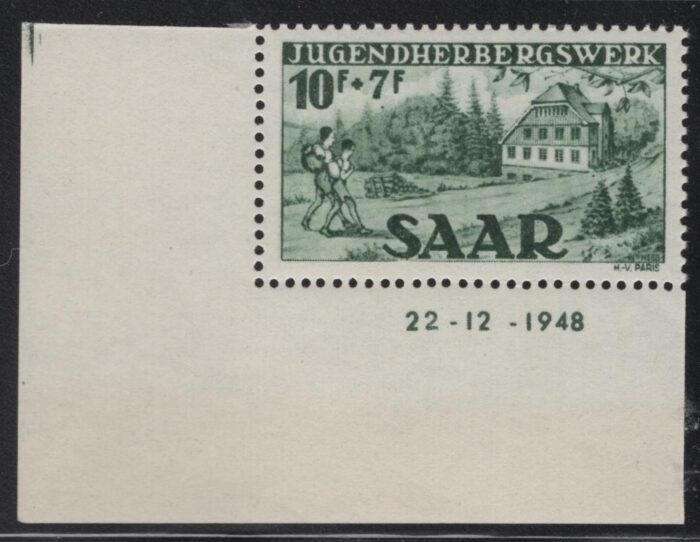 JUGENDHERBERGSWERK
10F+7F
SAAR
H.-V. PARIS
22-12-1948